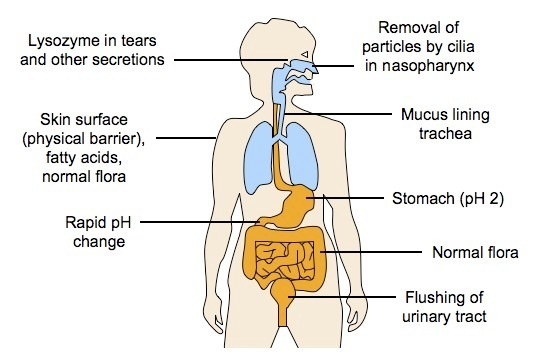 Lysozyme in tears
and other secretions
Removal of
particles by cilia
in nasopharynx
Skin surface
(physical barrier),
fatty acids,
normal flora
Mucus lining
trachea
Stomach (pH 2)
Rapid pH
change
Normal flora
Flushing of
urinary tract